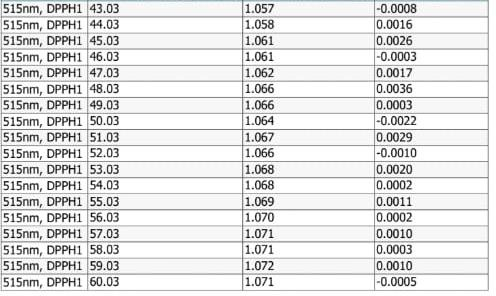 515nm, DPPH1 43.03 1.057 -0.0008
515nm, DPPH1 44.03 1.058 0.0016
515nm, DPPH1 45.03 1.061 0.0026
515nm, DPPH1 46.03 1.061 -0.0003
515nm, DPPH1 47.03 1.062 0.0017
515nm, DPPH1 48.03 1.066 0.0036
515nm, DPPH1 49.03 1.066 0.0003
515nm, DPPH1 50.03 1.064 -0.0022
515nm, DPPH1 51.03 1.067 0.0029
515nm, DPPH1 52.03 1.066 -0.0010
515nm, DPPH1 53.03 1.068 0.0020
515nm, DPPH1 54.03 1.068 0.0002
515nm, DPPH1 55.03 1.069 0.0011
515nm, DPPH1 56.03 1.070 0.0002
515nm, DPPH1 57.03 1.071 0.0010
515nm, DPPH1 58.03 1.071 0.0003
515nm, DPPH1 59.03 1.072 0.0010
515nm, DPPH1 60.03 1.071 -0.0005